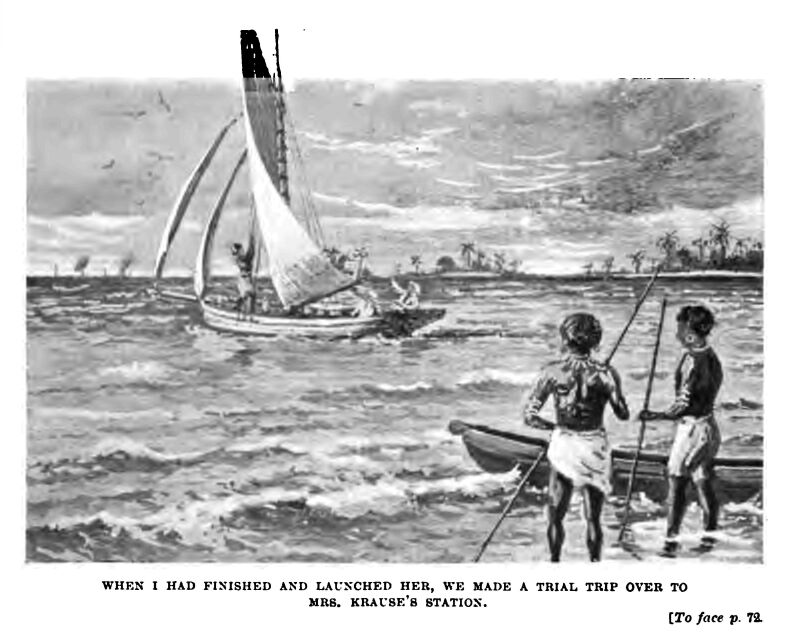 WHEN I HAD FINISHED AND LAUNCHED HER, WE MADE A TRIAL TRIP OVER TO
MRS. KRAUSE'S STATION.
[To face p. 72.